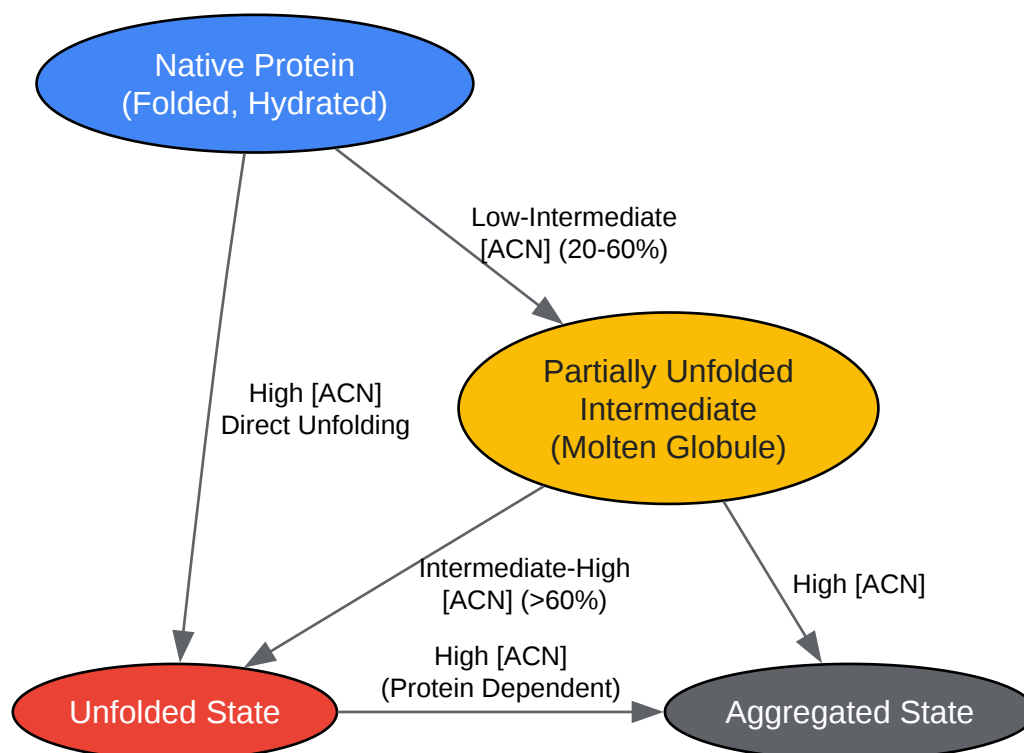 Native Protein
(Folded, Hydrated)
Low-Intermediate
[ACN] (20-60%)
High [ACN]
Direct Unfolding
Partially Unfolded
Intermediate
(Molten Globule)
Intermediate-High
[ACN] (>60%)
High [ACN]
High [ACN]
(Protein Dependent)
Unfolded State
Aggregated State